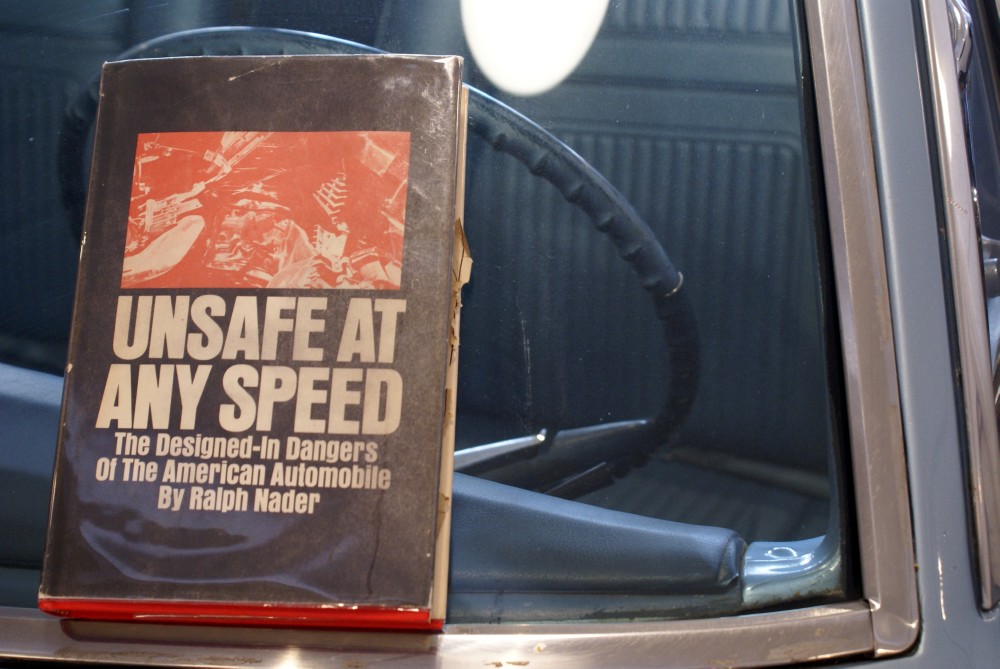 UNSAFE AT
ANY SPEED
The Designed-In Dangers
Of The American Automobile
By Ralph Nader